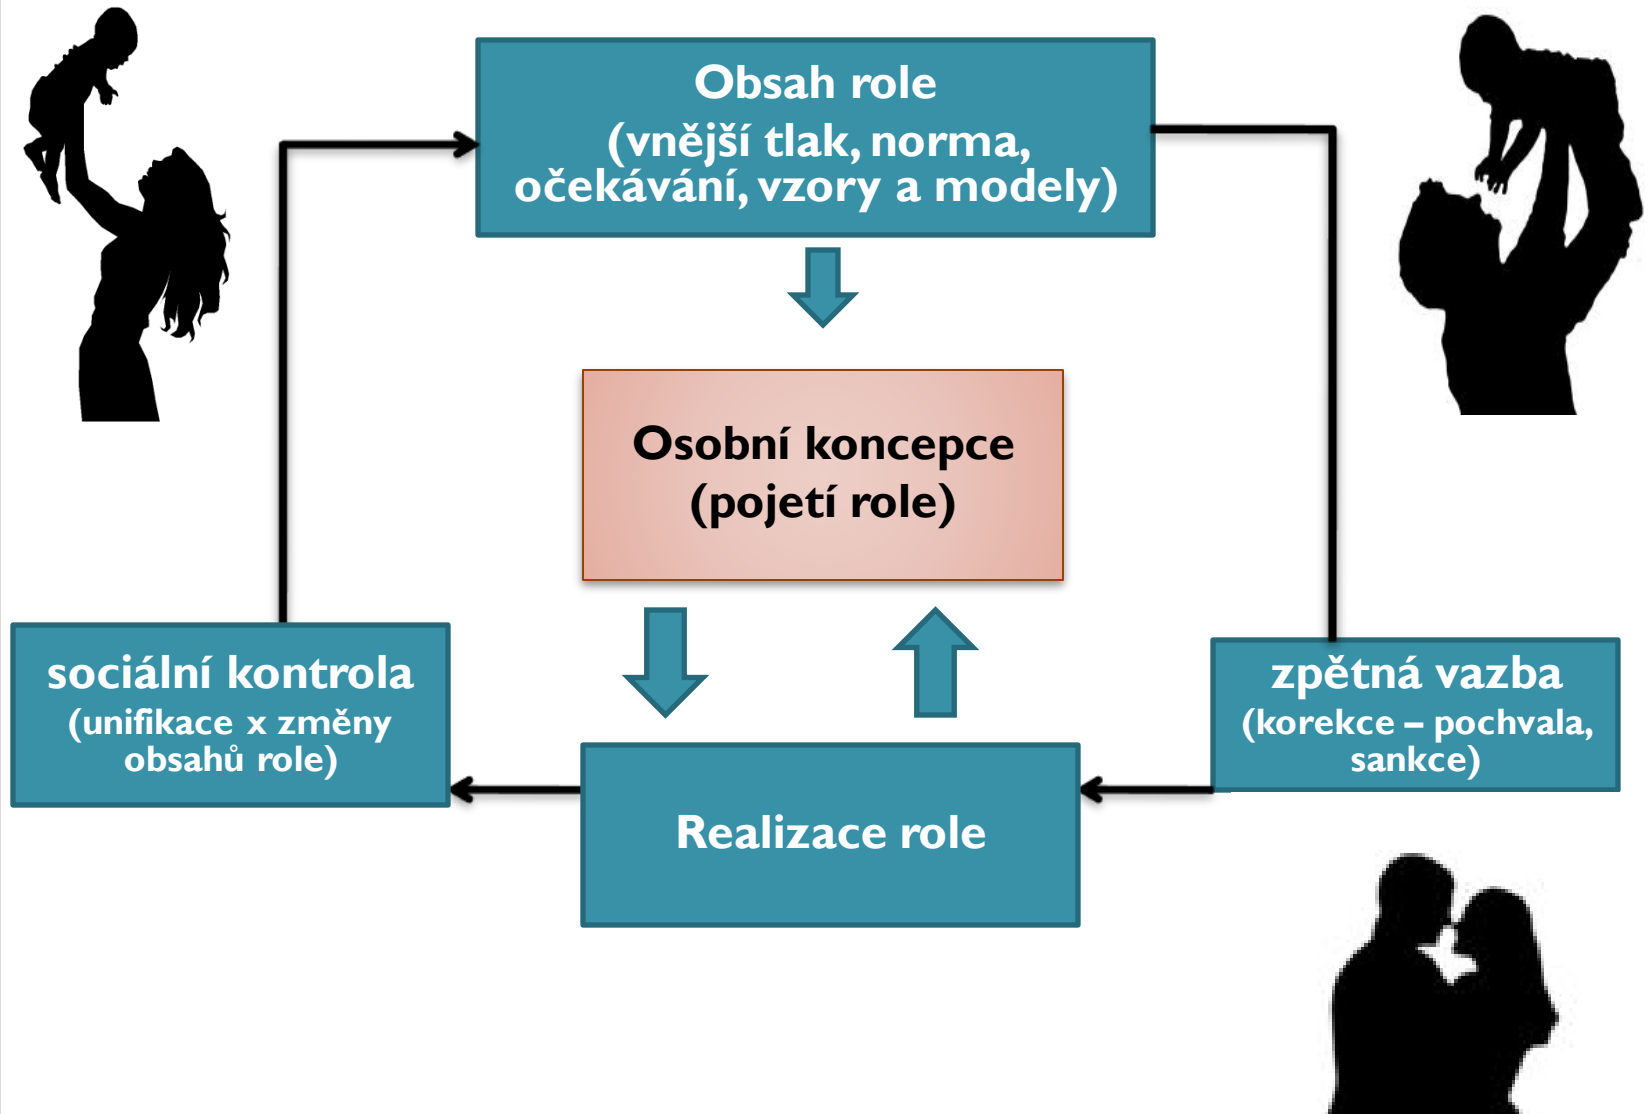 Obsah role
(vnější tlak, norma,
očekávání, vzory a modely)
Osobní koncepce
(pojetí role)
sociální kontrola
(unifikace x změny
obsahů role)
zpětná vazba
(korekce – pochvala,
sankce)
Realizace role